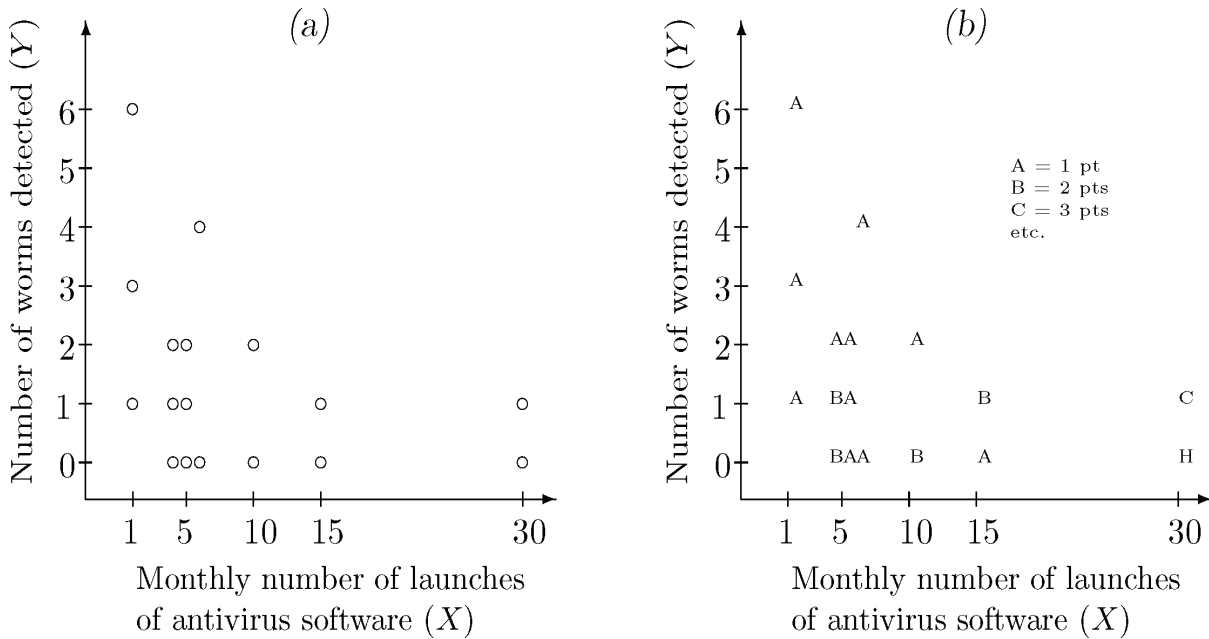 (a)
Number of worms detected (Y)
6
5
4
3
2
1
0
1 5 10 15 30
Monthly number of launches
of antivirus software (X)
(b)
Number of worms detected (Y)
6
5
4
3
2
1
0
A
A = 1 pt
B = 2 pts
C = 3 pts
etc.
A
A
AA A
A BA B C
BAA B A H
1 5 10 15 30
Monthly number of launches
of antivirus software (X)